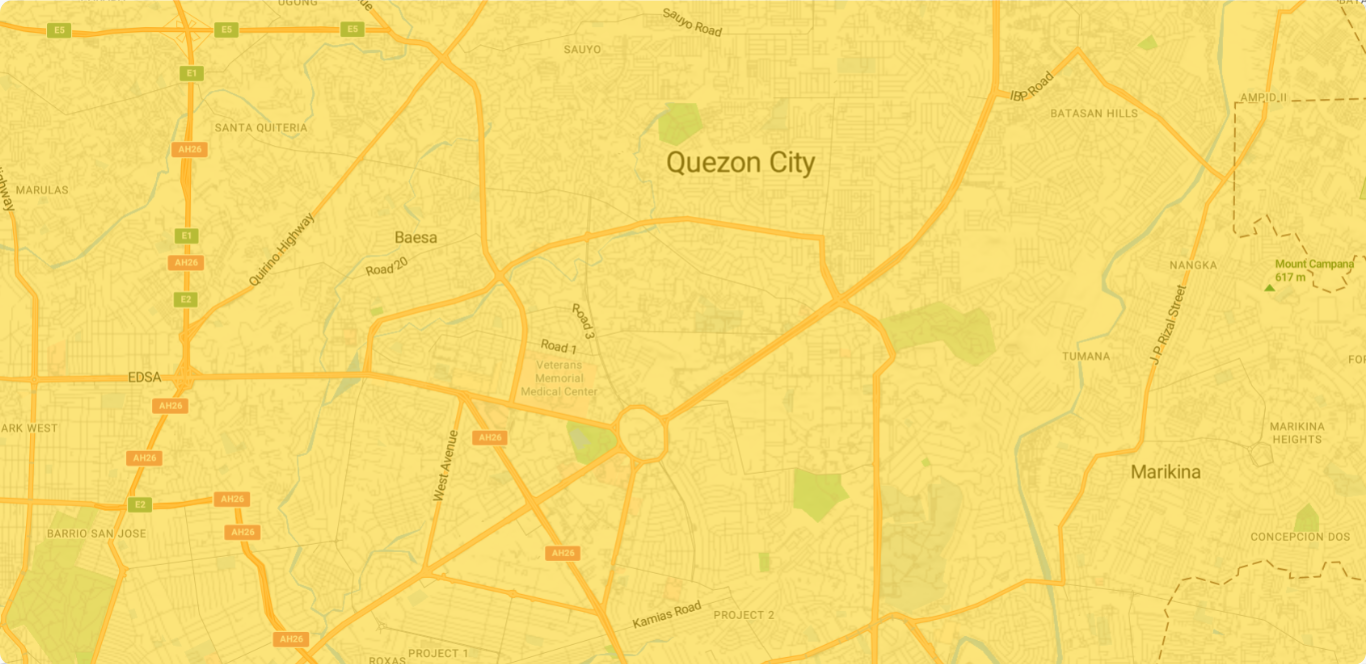 UGONG
Sauyo Road
E5
E5
E5
SAUYO
E1
IBP Road
AMPID II
BATASAN HILLS
SANTA QUITERIA
AH26
Quezon City
MARULAS
E1
Baesa
Quirino Highway
AH26
Road 20
NANGKA
Mount Campana
617 m
E2
Road 3
J P Rizal Street
Road 1
TUMANA
Veterans
Memorial
Medical Center
EDSA
AH26
ARK WEST
AH26
West Avenue
MARIKINA
HEIGHTS
AH26
Marikina
AH26
E2
AH26
BARRIO SAN JOSE
CONCEPCION DOS
AH26
Kamias Road
PROJECT 2
AH26
PROJECT 1
ROXAS